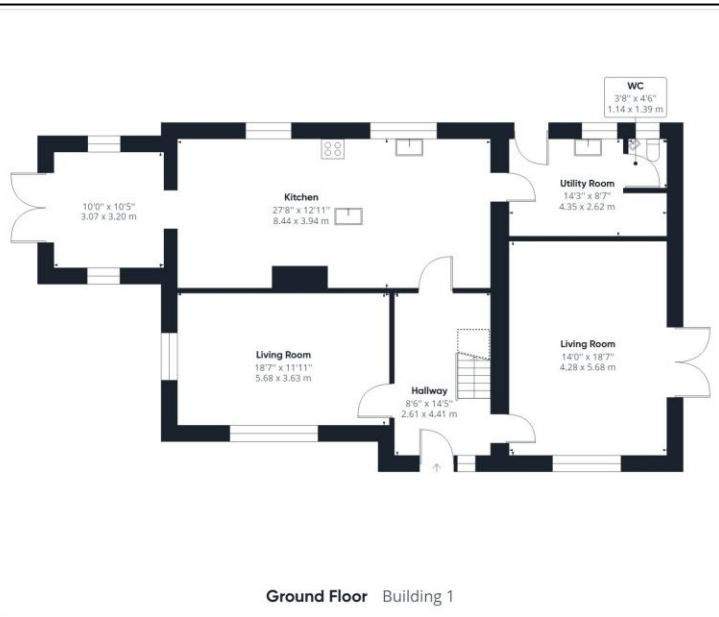 WC
3'8" x 4'6"
1.14 x 1.39 m
Kitchen
27'8" x 12'11"
8.44 x 3.94 m
Utility Room
14'3" x 8'7"
4.35 x 2.62 m
10'0" x 10'5"
3.07 x 3.20 m
Living Room
18'7" x 11'11"
5.68 x 3.63 m
Living Room
14'0" x 18'7"
4.28 x 5.68 m
Hallway
8'6" x 14'5"
2.61 x 4.41 m
Ground Floor Building 1